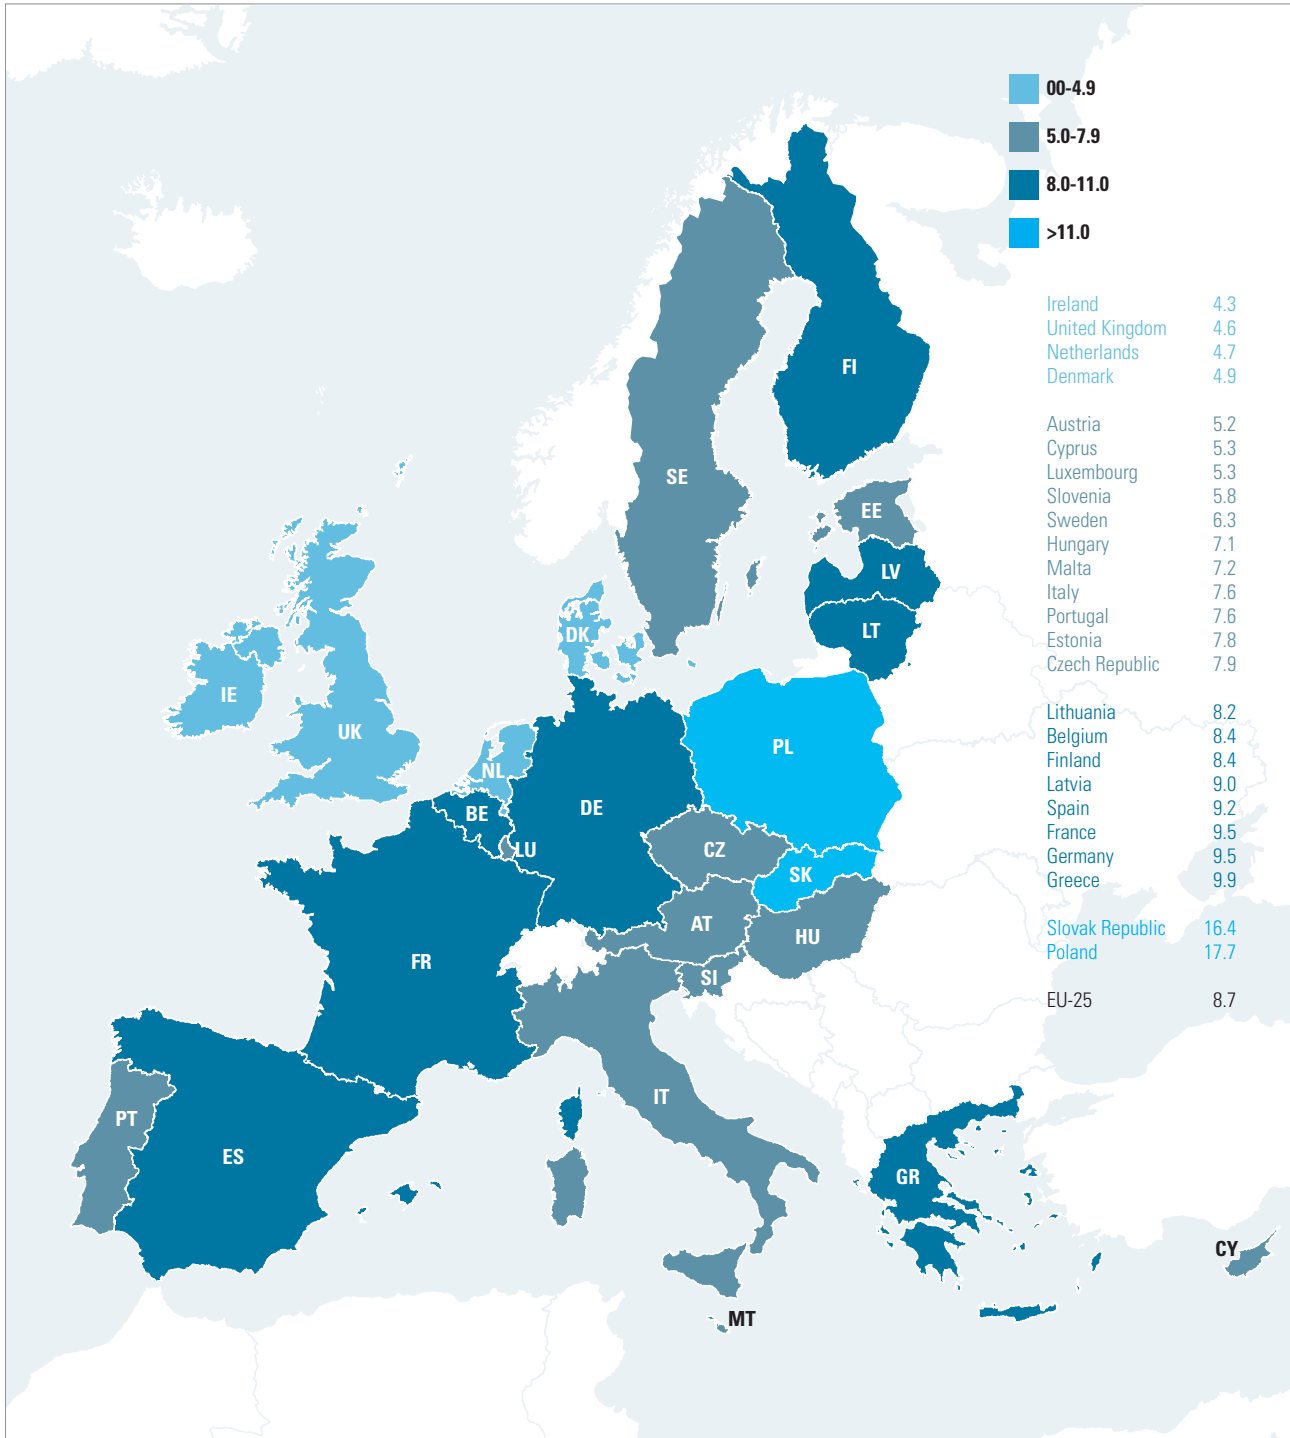 00-4.9
5.0-7.9
8.0-11.0
>11.0
Ireland 4.3
United Kingdom 4.6
Netherlands 4.7
Denmark 4.9
Austria 5.2
Cyprus 5.3
Luxembourg 5.3
Slovenia 5.8
Sweden 6.3
Hungary 7.1
Malta 7.2
Italy 7.6
Portugal 7.6
Estonia 7.8
Czech Republic 7.9
Lithuania 8.2
Belgium 8.4
Finland 8.4
Latvia 9.0
Spain 9.2
France 9.5
Germany 9.5
Greece 9.9
Slovak Republic 16.4
Poland 17.7
EU-25 8.7
FI
SE
EE
LV
LT
DK
IE
UK
NL
PL
DE
BE
LU
CZ
SK
AT
HU
FR
SI
IT
PT
ES
GR
CY
MT